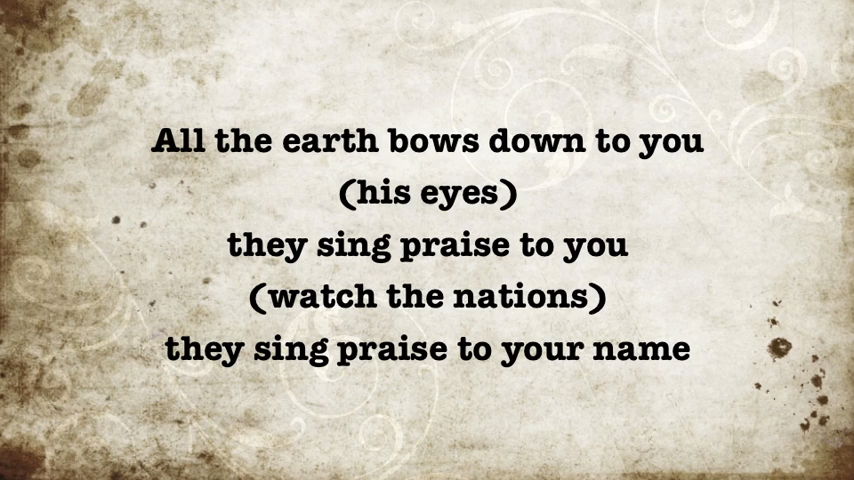 All the earth bows down to you
(his eyes)
they sing praise to you
(watch the nations)
they sing praise to your name